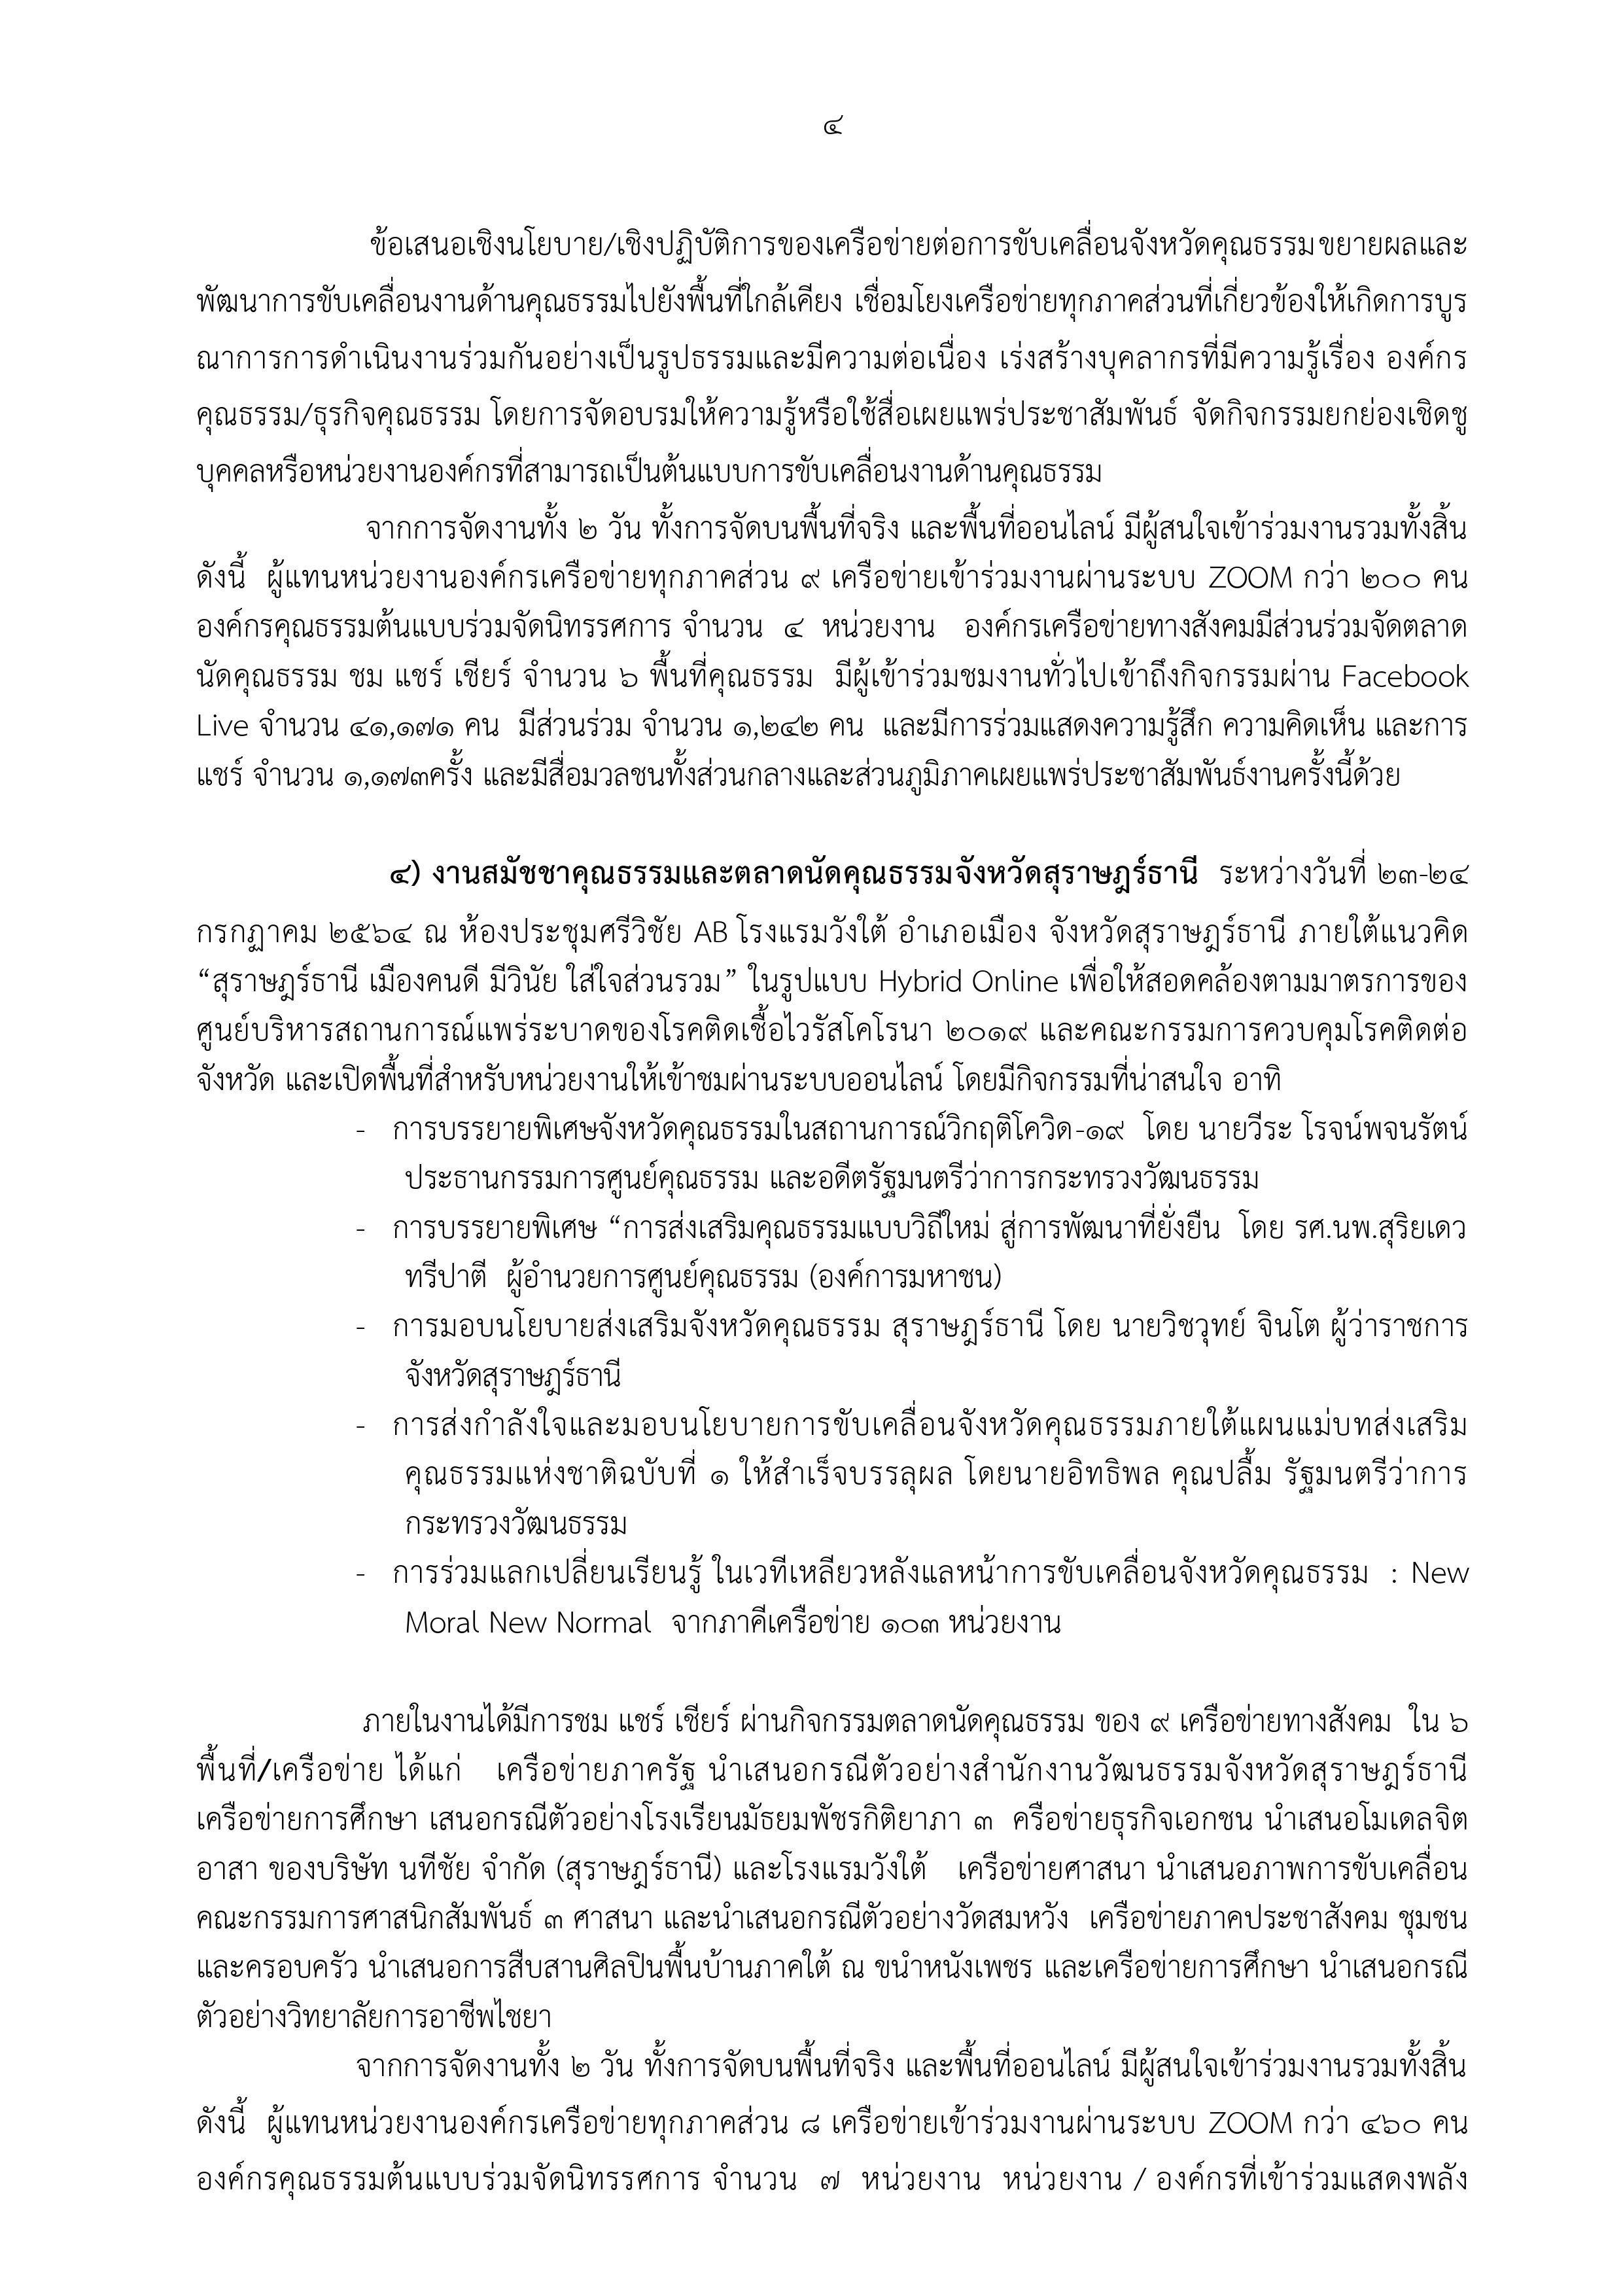 ๔
ข้อเสนอเชิงนโยบาย/เชิงปฏิบัติการของเครือข่ายต่อการขับเคลื่อนจังหวัดคุณธรรมขยายผลและ
พัฒนาการขับเคลื่อนงานด้านคุณธรรมไปยังพื้นที่ใกล้เคียง เชื่อมโยงเครือข่ายทุกภาคส่วนที่เกี่ยวข้องให้เกิดการบูร
ณาการการดำเนินงานร่วมกันอย่างเป็นรูปธรรมและมีความต่อเนื่อง เร่งสร้างบุคลากรที่มีความรู้เรื่อง องค์กร
คุณธรรม/ธุรกิจคุณธรรม โดยการจัดอบรมให้ความรู้หรือใช้สื่อเผยแพร่ประชาสัมพันธ์ จัดกิจกรรมยกย่องเชิดชู
บุคคลหรือหน่วยงานองค์กรที่สามารถเป็นต้นแบบการขับเคลื่อนงานด้านคุณธรรม
จากการจัดงานทั้ง ๒ วัน ทั้งการจัดบนพื้นที่จริง และพื้นที่ออนไลน์ มีผู้สนใจเข้าร่วมงานรวมทั้งสิ้น
ดังนี้ ผู้แทนหน่วยงานองค์กรเครือข่ายทุกภาคส่วน ๙ เครือข่ายเข้าร่วมงานผ่านระบบ ZOOM กว่า ๒๐๐ คน
องค์กรคุณธรรมต้นแบบร่วมจัดนิทรรศการ จำนวน ๔ หน่วยงาน องค์กรเครือข่ายทางสังคมมีส่วนร่วมจัดตลาด
นัดคุณธรรม ชม แชร์ เชียร์ จำนวน ๖ พื้นที่คุณธรรม มีผู้เข้าร่วมชมงานทั่วไปเข้าถึงกิจกรรมผ่าน Facebook
Live จำนวน ๔๑,๑๗๑ คน มีส่วนร่วม จำนวน ๑,๒๔๒ คน และมีการร่วมแสดงความรู้สึก ความคิดเห็น และการ
แชร์ จำนวน ๑,๑๗๓ครั้ง และมีสื่อมวลชนทั้งส่วนกลางและส่วนภูมิภาคเผยแพร่ประชาสัมพันธ์งานครั้งนี้ด้วย
๔) งานสมัชชาคุณธรรมและตลาดนัดคุณธรรมจังหวัดสุราษฎร์ธานี ระหว่างวันที่ ๒๓-๒๔
กรกฏาคม ๒๕๖๔ ณ ห้องประชุมศรีวิชัย AB โรงแรมวังใต้ อำเภอเมือง จังหวัดสุราษฎร์ธานี ภายใต้แนวคิด
“สุราษฎร์ธานี เมืองคนดี มีวินัย ใส่ใจส่วนรวม” ในรูปแบบ Hybrid Online เพื่อให้สอดคล้องตามมาตรการของ
ศูนย์บริหารสถานการณ์แพร่ระบาดของโรคติดเชื้อไวรัสโคโรนา ๒๐๑๙ และคณะกรรมการควบคุมโรคติดต่อ
จังหวัด และเปิดพื้นที่สำหรับหน่วยงานให้เข้าชมผ่านระบบออนไลน์ โดยมีกิจกรรมที่น่าสนใจ อาทิ
- การบรรยายพิเศษจังหวัดคุณธรรมในสถานการณ์วิกฤติโควิด-๑๙ โดย นายวีระ โรจน์พจนรัตน์
ประธานกรรมการศูนย์คุณธรรม และอดีตรัฐมนตรีว่าการกระทรวงวัฒนธรรม
- การบรรยายพิเศษ “การส่งเสริมคุณธรรมแบบวิถีใหม่ สู่การพัฒนาที่ยั่งยืน โดย รศ.นพ.สุริยเดว
ทรีปาตี ผู้อำนวยการศูนย์คุณธรรม (องค์การมหาชน)
- การมอบนโยบายส่งเสริมจังหวัดคุณธรรม สุราษฎร์ธานี โดย นายวิชวุทย์ จินโต ผู้ว่าราชการ
จังหวัดสุราษฎร์ธานี
- การส่งกำลังใจและมอบนโยบายการขับเคลื่อนจังหวัดคุณธรรมภายใต้แผนแม่บทส่งเสริม
คุณธรรมแห่งชาติฉบับที่ ๑ ให้สำเร็จบรรลุผล โดยนายอิทธิพล คุณปลื้ม รัฐมนตรีว่าการ
กระทรวงวัฒนธรรม
- การร่วมแลกเปลี่ยนเรียนรู้ ในเวทีเหลียวหลังแลหน้าการขับเคลื่อนจังหวัดคุณธรรม : New
Moral New Normal จากภาคีเครือข่าย ๑๐๓ หน่วยงาน
ภายในงานได้มีการชม แชร์ เชียร์ ผ่านกิจกรรมตลาดนัดคุณธรรม ของ ๙ เครือข่ายทางสังคม ใน ๖
พื้นที่/เครือข่าย ได้แก่ เครือข่ายภาครัฐ นำเสนอกรณีตัวอย่างสำนักงานวัฒนธรรมจังหวัดสุราษฎร์ธานี
เครือข่ายการศึกษา เสนอกรณีตัวอย่างโรงเรียนมัธยมพัชรกิติยาภา ๓ ครือข่ายธุรกิจเอกชน นำเสนอโมเดลจิต
อาสา ของบริษัท นทีชัย จำกัด (สุราษฎร์ธานี) และโรงแรมวังใต้ เครือข่ายศาสนา นำเสนอภาพการขับเคลื่อน
คณะกรรมการศาสนิกสัมพันธ์ ๓ ศาสนา และนำเสนอกรณีตัวอย่างวัดสมหวัง เครือข่ายภาคประชาสังคม ชุมชน
และครอบครัว นำเสนอการสืบสานศิลปินพื้นบ้านภาคใต้ ณ ขนำหนังเพชร และเครือข่ายการศึกษา นำเสนอกรณี
ตัวอย่างวิทยาลัยการอาชีพไชยา
จากการจัดงานทั้ง ๒ วัน ทั้งการจัดบนพื้นที่จริง และพื้นที่ออนไลน์ มีผู้สนใจเข้าร่วมงานรวมทั้งสิ้น
ดังนี้ ผู้แทนหน่วยงานองค์กรเครือข่ายทุกภาคส่วน ๘ เครือข่ายเข้าร่วมงานผ่านระบบ ZOOM กว่า ๔๖๐ คน
องค์กรคุณธรรมต้นแบบร่วมจัดนิทรรศการ จำนวน ๗ หน่วยงาน หน่วยงาน / องค์กรที่เข้าร่วมแสดงพลัง